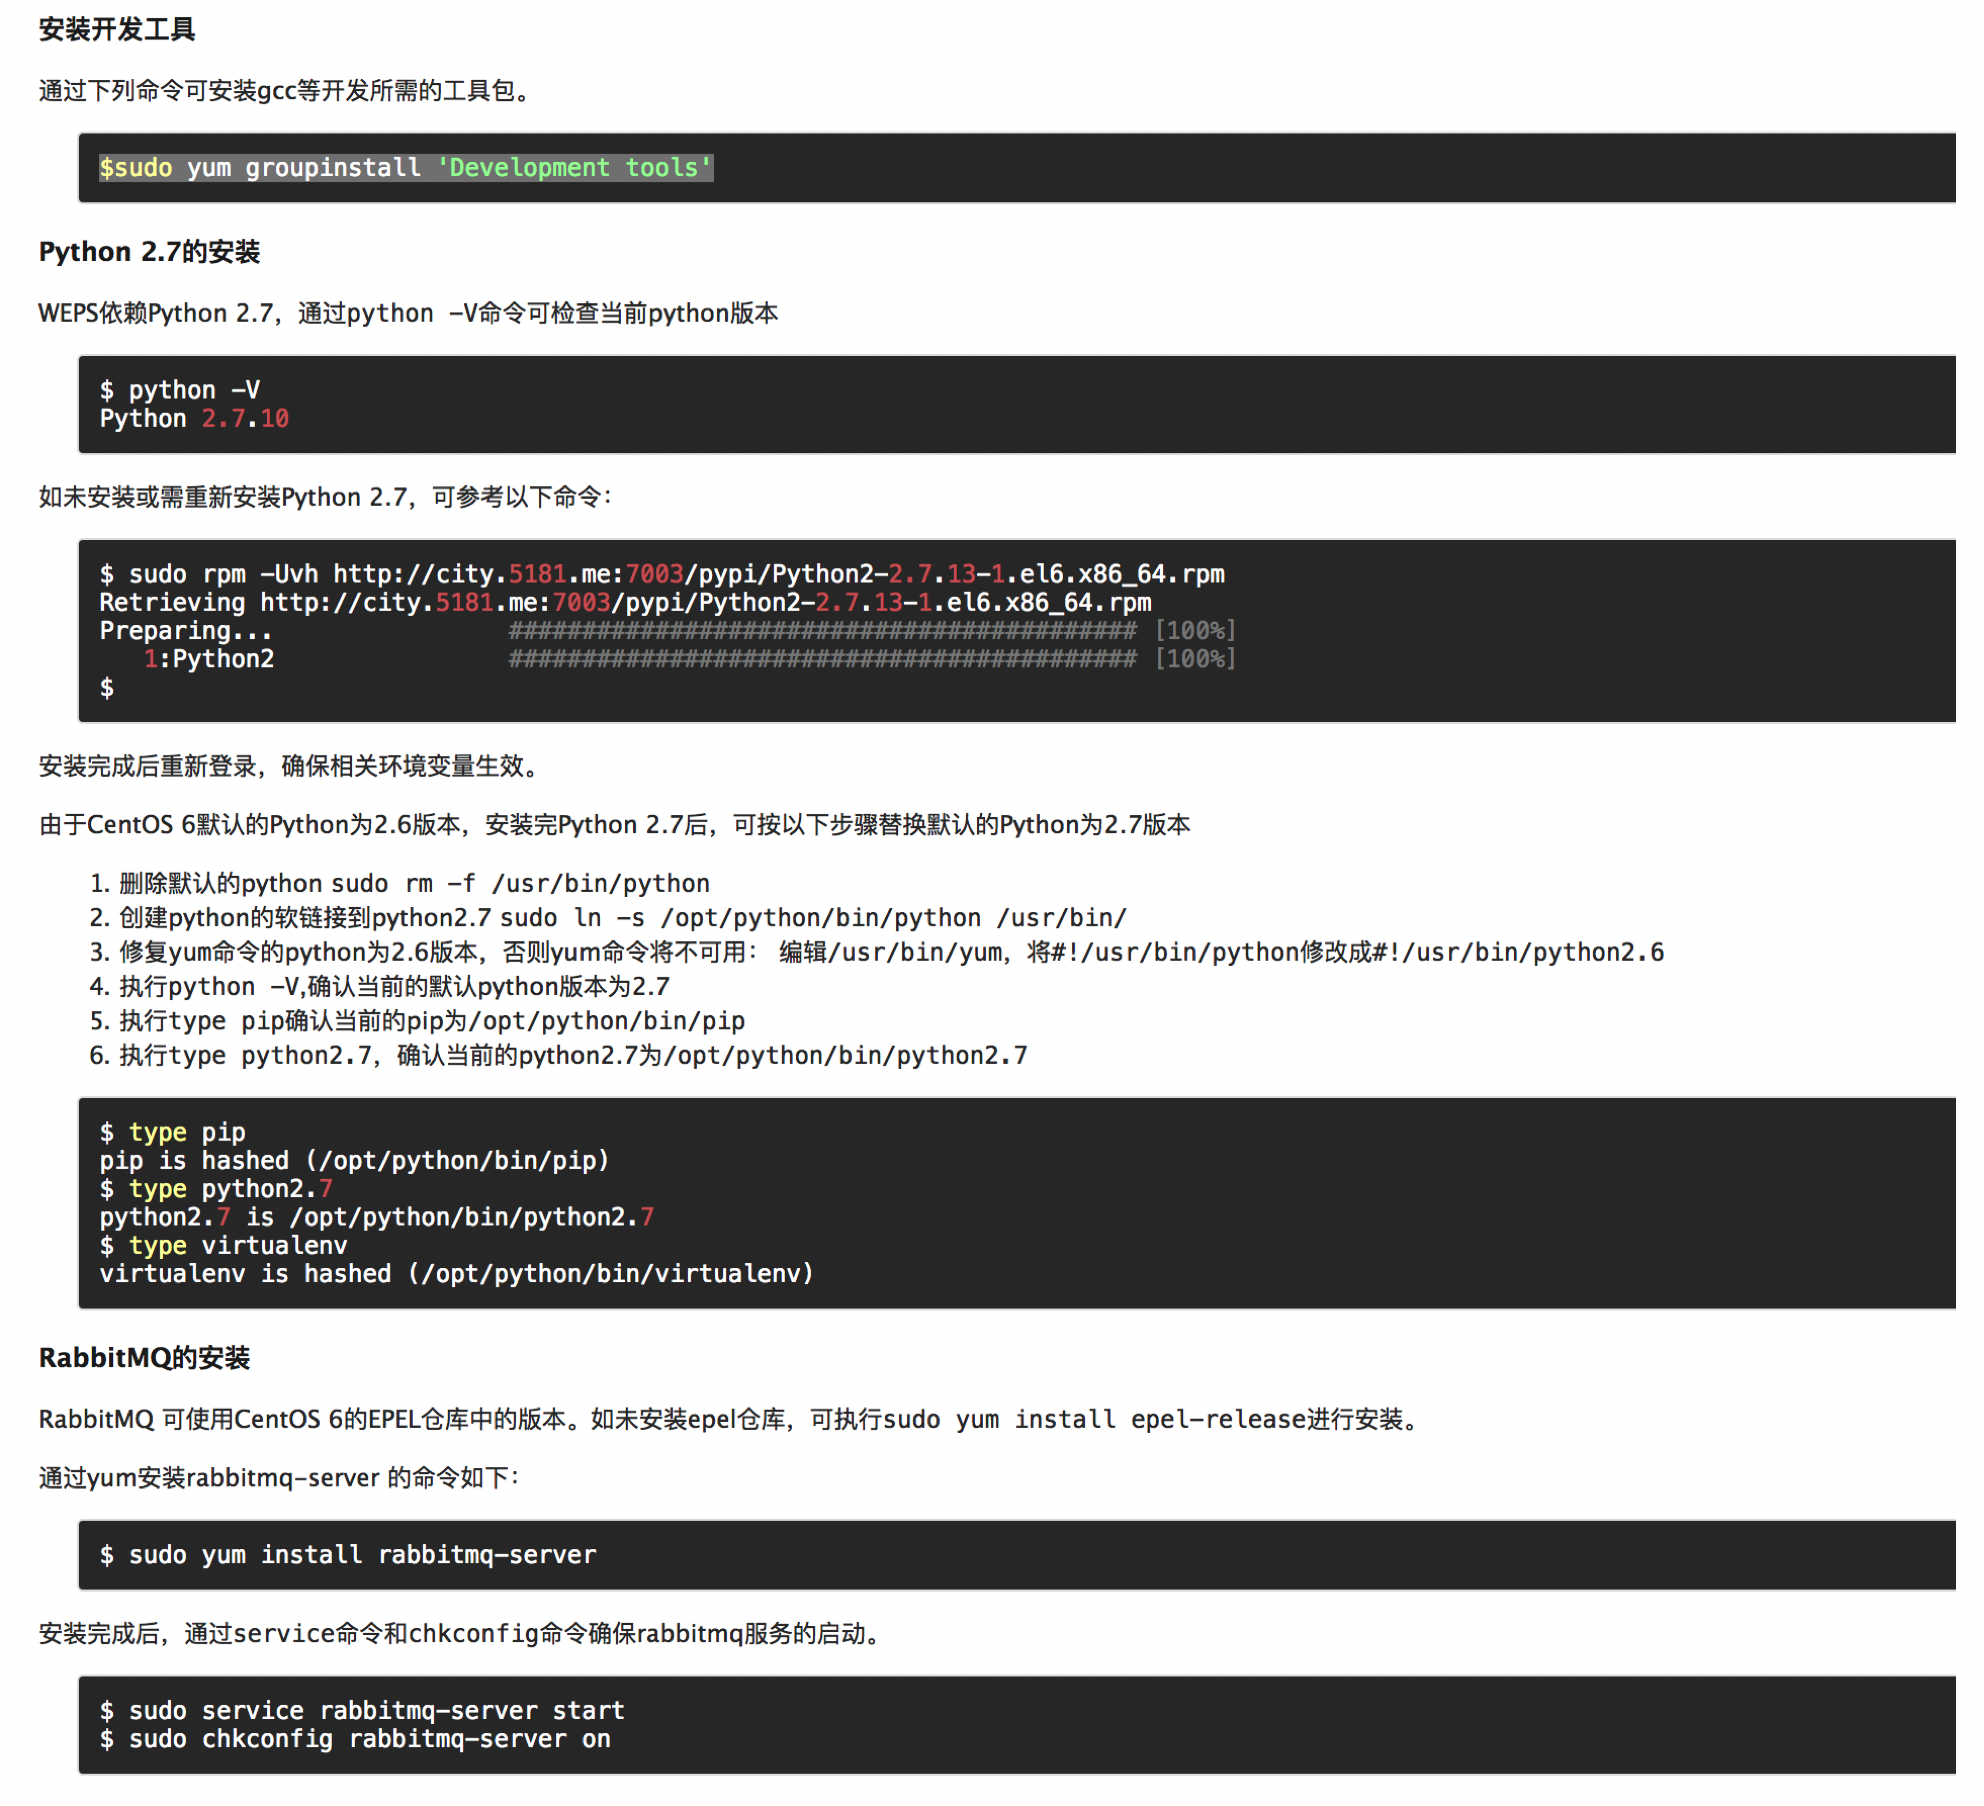 安装开发工具
通过下列命令可安装gcc等开发所需的工具包。
$sudo yum groupinstall 'Development tools'
Python 2.7的安装
WEPS依赖Python 2.7，通过python -V命令可检查当前python版本
$ python -V
Python 2.7.10
如未安装或需重新安装Python 2.7，可参考以下命令：
$ sudo rpm -Uvh http://city.5181.me:7003/pypi/Python2-2.7.13-1.el6.x86_64.rpm
Retrieving http://city.5181.me:7003/pypi/Python2-2.7.13-1.el6.x86_64.rpm
Preparing...                ########################################### [100%]
   1:Python2                ########################################### [100%]
$
安装完成后重新登录，确保相关环境变量生效。
由于CentOS 6默认的Python为2.6版本，安装完Python 2.7后，可按以下步骤替换默认的Python为2.7版本
1. 删除默认的python sudo rm -f /usr/bin/python
2. 创建python的软链接到python2.7 sudo ln -s /opt/python/bin/python /usr/bin/
3. 修复yum命令的python为2.6版本，否则yum命令将不可用： 编辑/usr/bin/yum，将#!/usr/bin/python修改成#!/usr/bin/python2.6
4. 执行python -V,确认当前的默认python版本为2.7
5. 执行type pip确认当前的pip为/opt/python/bin/pip
6. 执行type python2.7，确认当前的python2.7为/opt/python/bin/python2.7
$ type pip
pip is hashed (/opt/python/bin/pip)
$ type python2.7
python2.7 is /opt/python/bin/python2.7
$ type virtualenv
virtualenv is hashed (/opt/python/bin/virtualenv)
RabbitMQ的安装
RabbitMQ 可使用CentOS 6的EPEL仓库中的版本。如未安装epel仓库，可执行sudo yum install epel-release进行安装。
通过yum安装rabbitmq-server 的命令如下：
$ sudo yum install rabbitmq-server
安装完成后，通过service命令和chkconfig命令确保rabbitmq服务的启动。
$ sudo service rabbitmq-server start
$ sudo chkconfig rabbitmq-server on